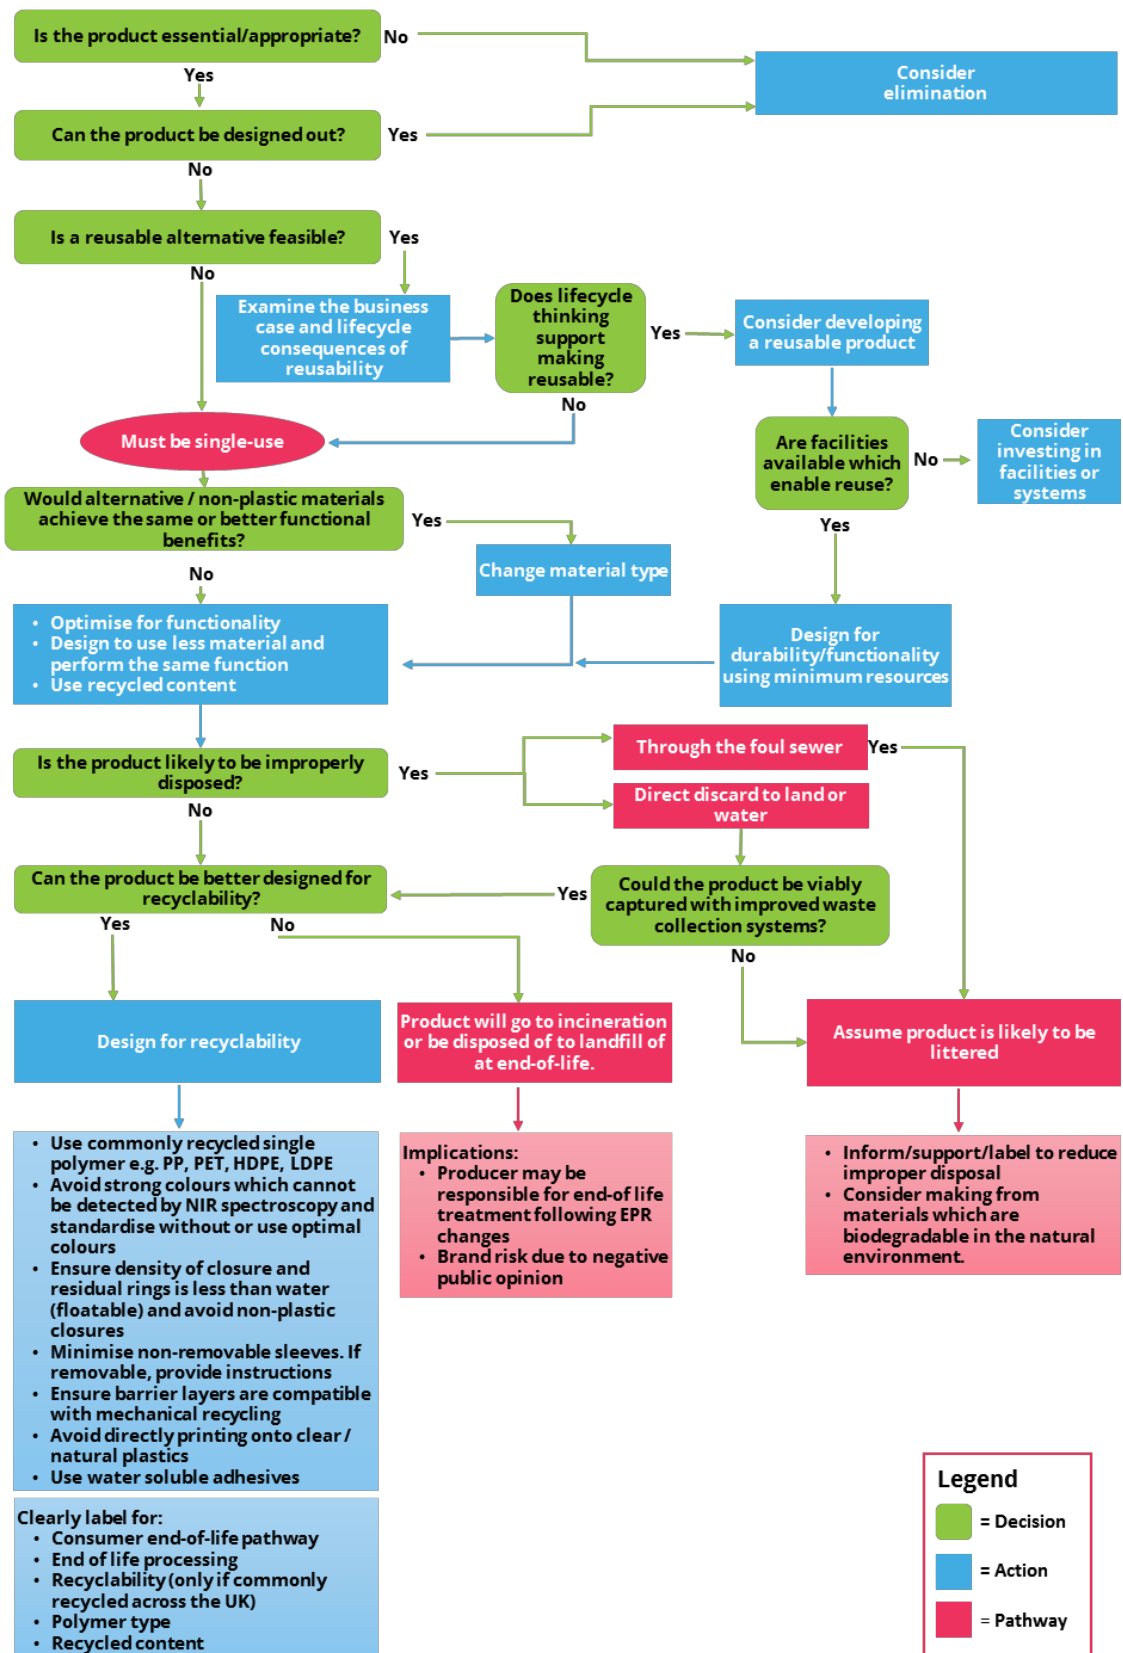 Is the product essential/appropriate?
No
Consider
elimination
Yes
Can the product be designed out?
Yes
No
Is a reusable alternative feasible?
Yes
No
Examine the business
case and lifecycle
consequences of
reusability
Does lifecycle
thinking
support
making
reusable?
Yes
Consider developing
a reusable product
No
Must be single-use
Are facilities
available which
enable reuse?
No
Consider
investing in
facilities or
systems
Yes
Would alternative / non-plastic materials
achieve the same or better functional
benefits?
Yes
Change material type
No
• Optimise for functionality
• Design to use less material and
perform the same function
• Use recycled content
Design for
durability/functionality
using minimum resources
Is the product likely to be improperly
disposed?
Yes
Through the foul sewer
Yes
Direct discard to land or
water
No
Can the product be better designed for
recyclability?
Yes
Could the product be viably
captured with improved waste
collection systems?
Yes
No
No
Design for recyclability
Product will go to incineration
or be disposed of to landfill of
at end-of-life.
Assume product is likely to be
littered
• Use commonly recycled single
polymer e.g. PP, PET, HDPE, LDPE
• Avoid strong colours which cannot
be detected by NIR spectroscopy and
standardise without or use optimal
colours
• Ensure density of closure and
residual rings is less than water
(floatable) and avoid non-plastic
closures
• Minimise non-removable sleeves. If
removable, provide instructions
• Ensure barrier layers are compatible
with mechanical recycling
• Avoid directly printing onto clear /
natural plastics
• Use water soluble adhesives
Implications:
• Producer may be
responsible for end-of life
treatment following EPR
changes
• Brand risk due to negative
public opinion
• Inform/support/label to reduce
improper disposal
• Consider making from
materials which are
biodegradable in the natural
environment.
Clearly label for:
• Consumer end-of-life pathway
• End of life processing
• Recyclability (only if commonly
recycled across the UK)
• Polymer type
• Recycled content
Legend
= Decision
= Action
= Pathway